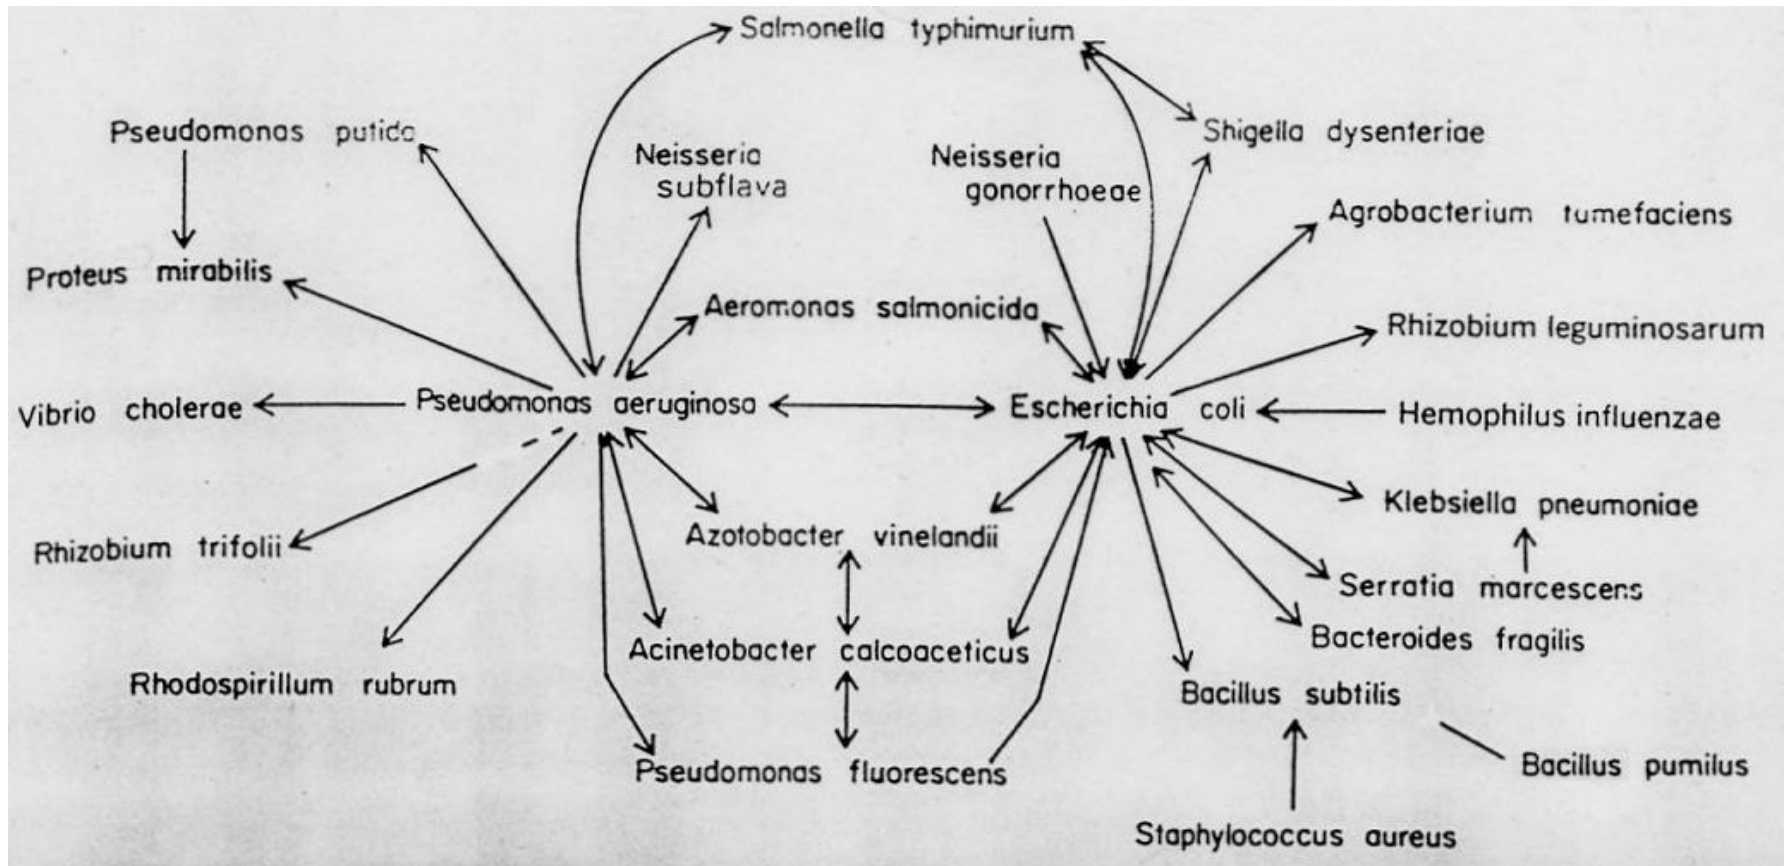 Salmonella typhimurium
Pseudomonas putida
Shigella dysenteriae
Neisseria
subflava
Neisseria
gonorrhoeae
Agrobacterium tumefaciens
Proteus mirabilis
Aeromonas salmonicida
Rhizobium leguminosarum
Vibrio cholerae
Pseudomonas aeruginosa
Escherichia coli
Hemophilus influenzae
Klebsiella pneumoniae
Azotobacter vinelandii
Rhizobium trifolii
Serratia marcescens
Bacteroides fragilis
Acinetobacter calcoaceticus
Rhodospirillum rubrum
Bacillus subtilis
Pseudomonas fluorescens
Bacillus pumilus
Staphylococcus aureus